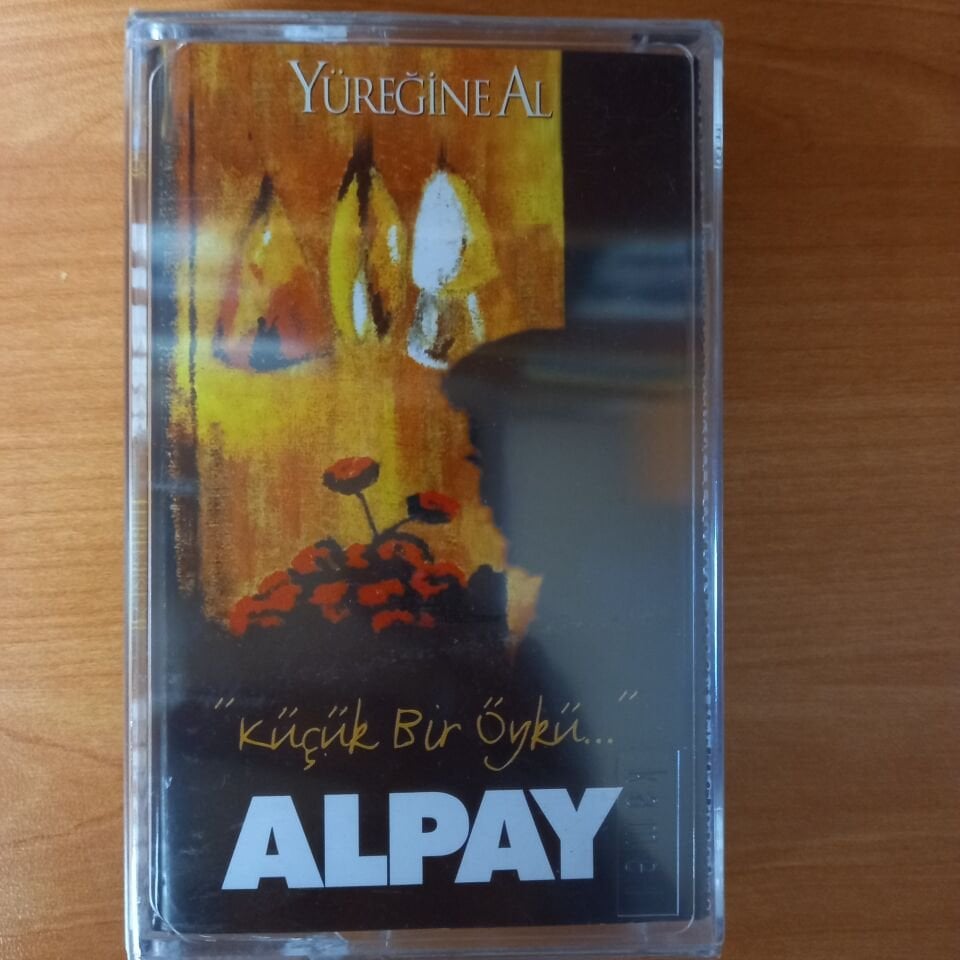 YÜREĞİNE AL
"Küçük Bir Öykü..."
ALPAY